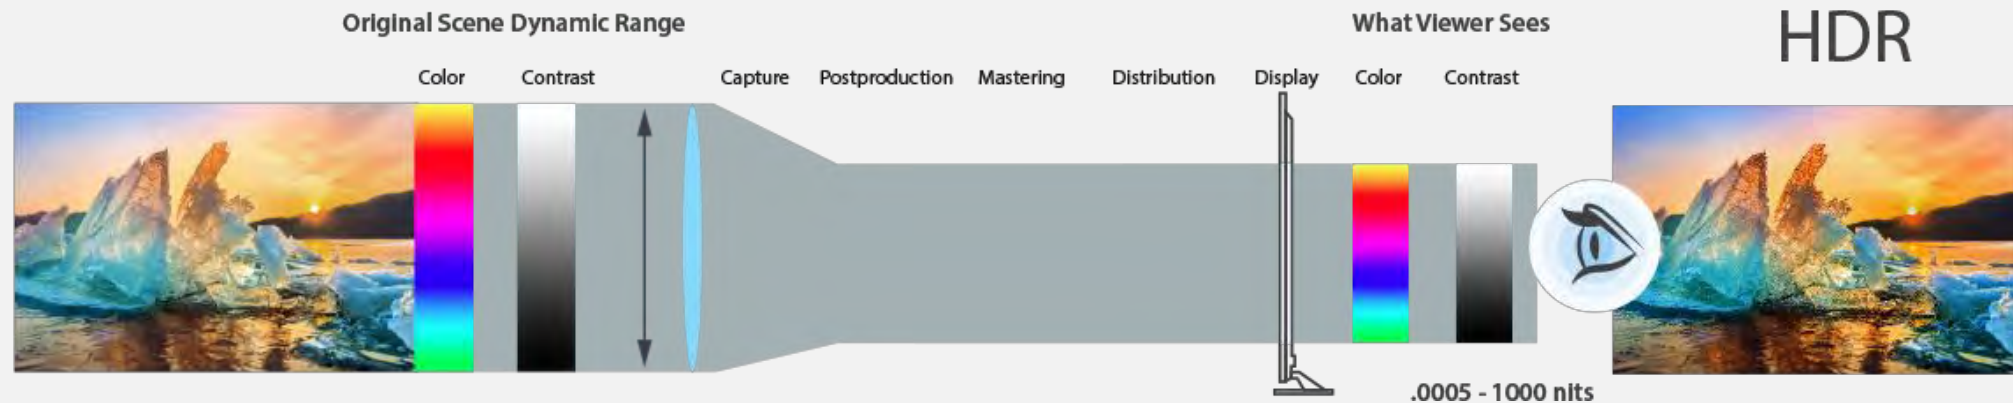 Original Scene Dynamic Range
What Viewer Sees
HDR
Color
Contrast
Capture
Postproduction
Mastering
Distribution
Display
Color
Contrast
.0005 - 1000 nits